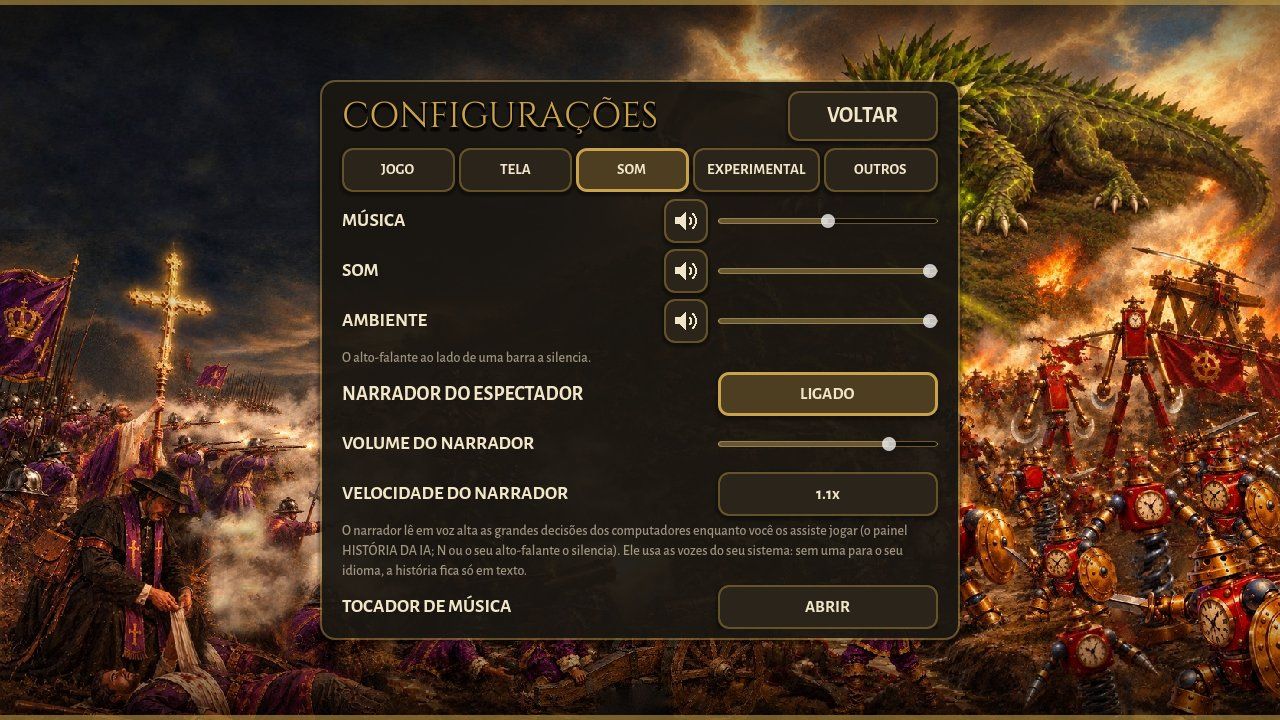 CONFIGURAÇÕES
VOLTAR
JOGO
TELA
SOM
EXPERIMENTAL
OUTROS
MÚSICA
SOM
AMBIENTE
O alto-falante ao lado de uma barra a silencia.
NARRADOR DO ESPECTADOR
LIGADO
VOLUME DO NARRADOR
VELOCIDADE DO NARRADOR
1.1x
O narrador lê em voz alta as grandes decisões dos computadores enquanto você os assiste jogar (o painel
HISTÓRIA DA IA; N ou o seu alto-falante o silencia). Ele usa as vozes do seu sistema: sem uma para o seu
idioma, a história fica só em texto.
TOCADOR DE MÚSICA
ABRIR